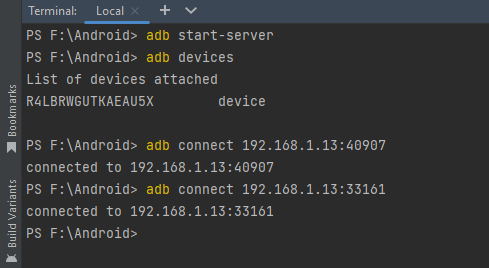 Terminal: Local × + ∨
PS F:\Android> adb start-server
PS F:\Android> adb devices
List of devices attached
R4LBRWGUTKAEAU5X        device
PS F:\Android> adb connect 192.168.1.13:40907
connected to 192.168.1.13:40907
PS F:\Android> adb connect 192.168.1.13:33161
connected to 192.168.1.13:33161
PS F:\Android>
Bookmarks
Build Variants